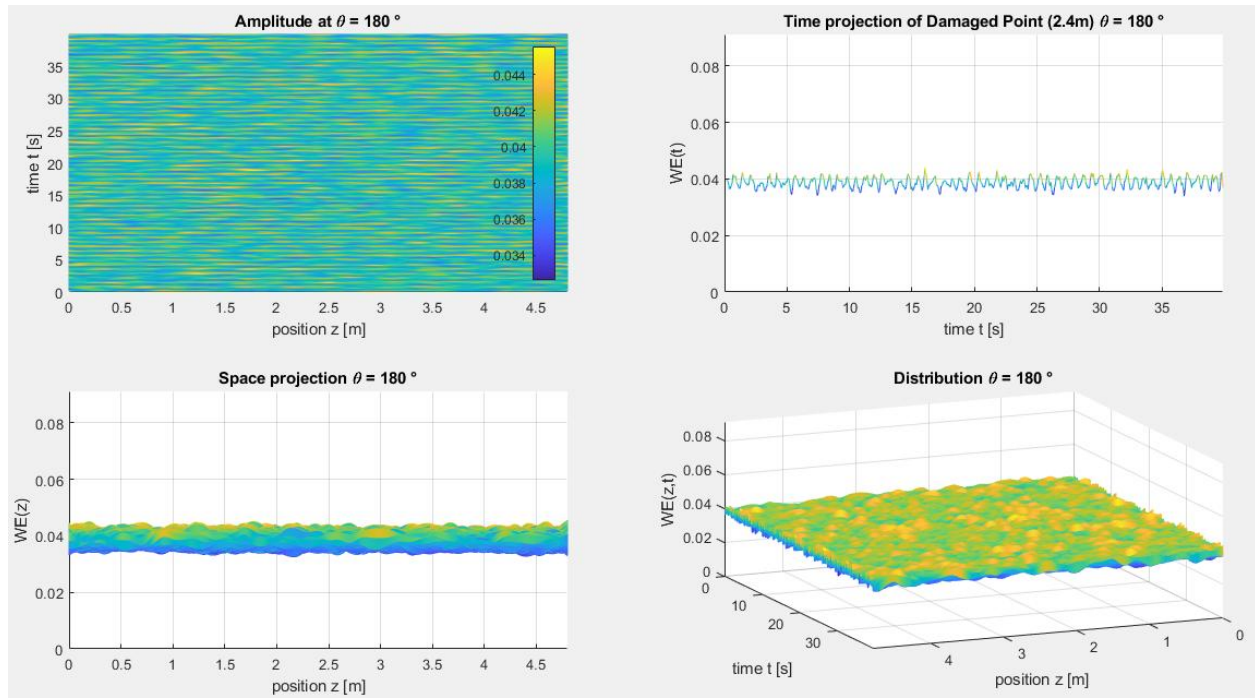 Amplitude at θ = 180 °
time t [s]
35
30
25
20
15
10
5
0
0.044
0.042
0.04
0.038
0.036
0.034
0 0.5 1 1.5 2 2.5 3 3.5 4 4.5
position z [m]
Time projection of Damaged Point (2.4m) θ = 180 °
WE(t)
0.08
0.06
0.04
0.02
0
0 5 10 15 20 25 30 35
time t [s]
Space projection θ = 180 °
WE(z)
0.08
0.06
0.04
0.02
0
0 0.5 1 1.5 2 2.5 3 3.5 4 4.5
position z [m]
Distribution θ = 180 °
WE(z,t)
0.08
0.06
0.04
0.02
0
0
10
20
30
time t [s]
4 3 2 1 0
position z [m]